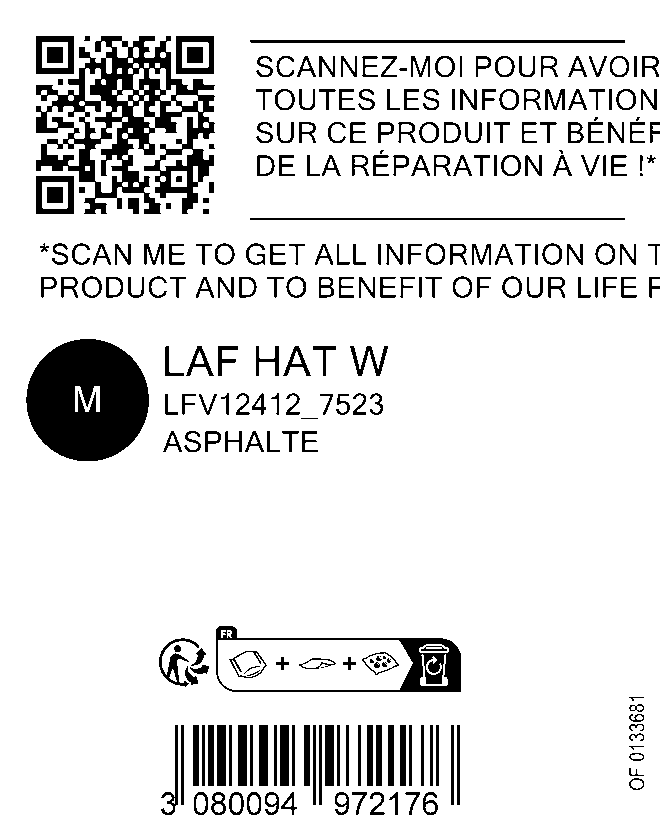 SCANNEZ-MOI POUR AVOIR
TOUTES LES INFORMATION
SUR CE PRODUIT ET BÉNÉF
DE LA RÉPARATION À VIE !*
*SCAN ME TO GET ALL INFORMATION ON T
PRODUCT AND TO BENEFIT OF OUR LIFE
M
LAF HAT W
LFV12412_7523
ASPHALTE
FR
3 080094 972176
OF 0133681